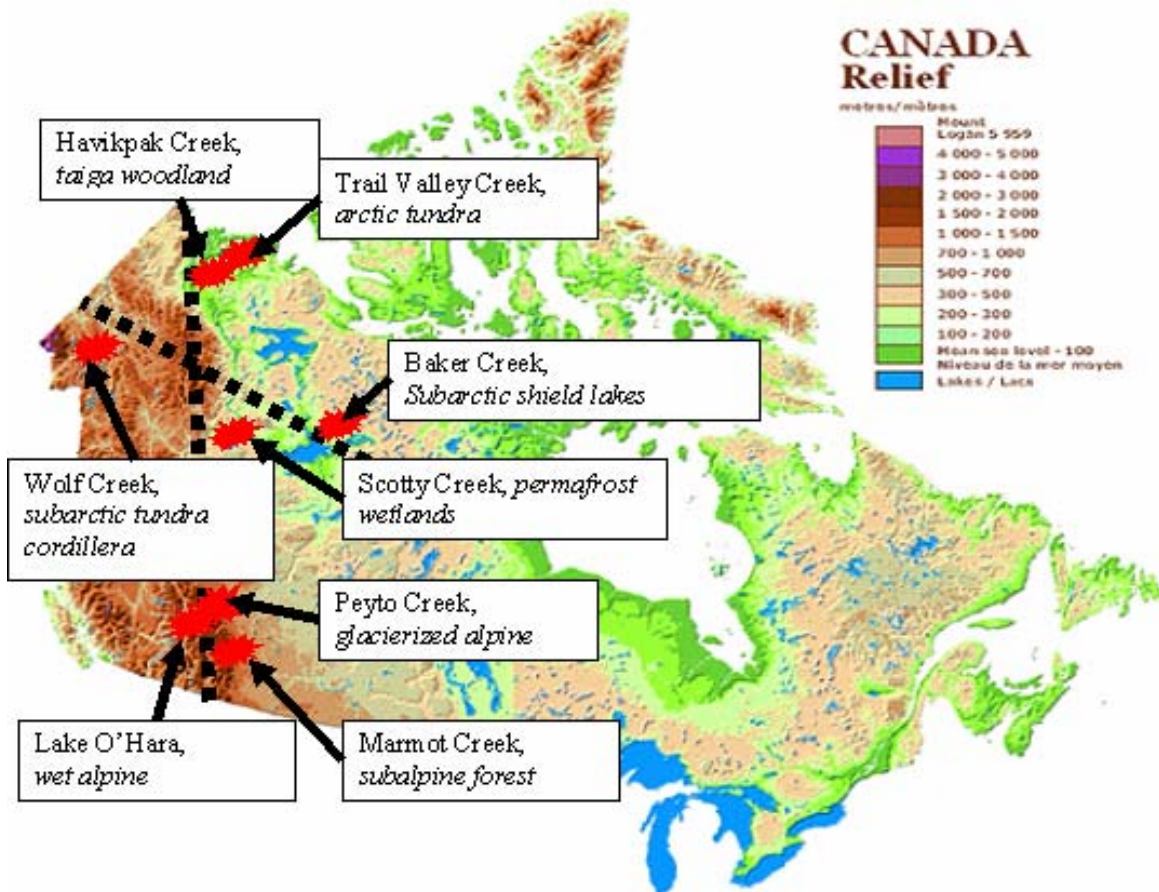 CANADA
Relief
metres/mètres
Mount
Logan 5 959
4 000 - 5 000
3 000 - 4 000
2 000 - 3 000
1 500 - 2 000
1 000 - 1 500
700 - 1 000
500 - 700
300 - 500
200 - 300
100 - 200
Mean sea level - 100
Niveau de la mer moyen
Lakes / Lacs
Havikpak Creek,
taiga woodland
Trail Valley Creek,
arctic tundra
Baker Creek,
Subarctic shield lakes
Wolf Creek,
subarctic tundra
cordillera
Scotty Creek, permafrost
wetlands
Peyto Creek,
glacierized alpine
Lake O'Hara,
wet alpine
Marmot Creek,
subalpine forest